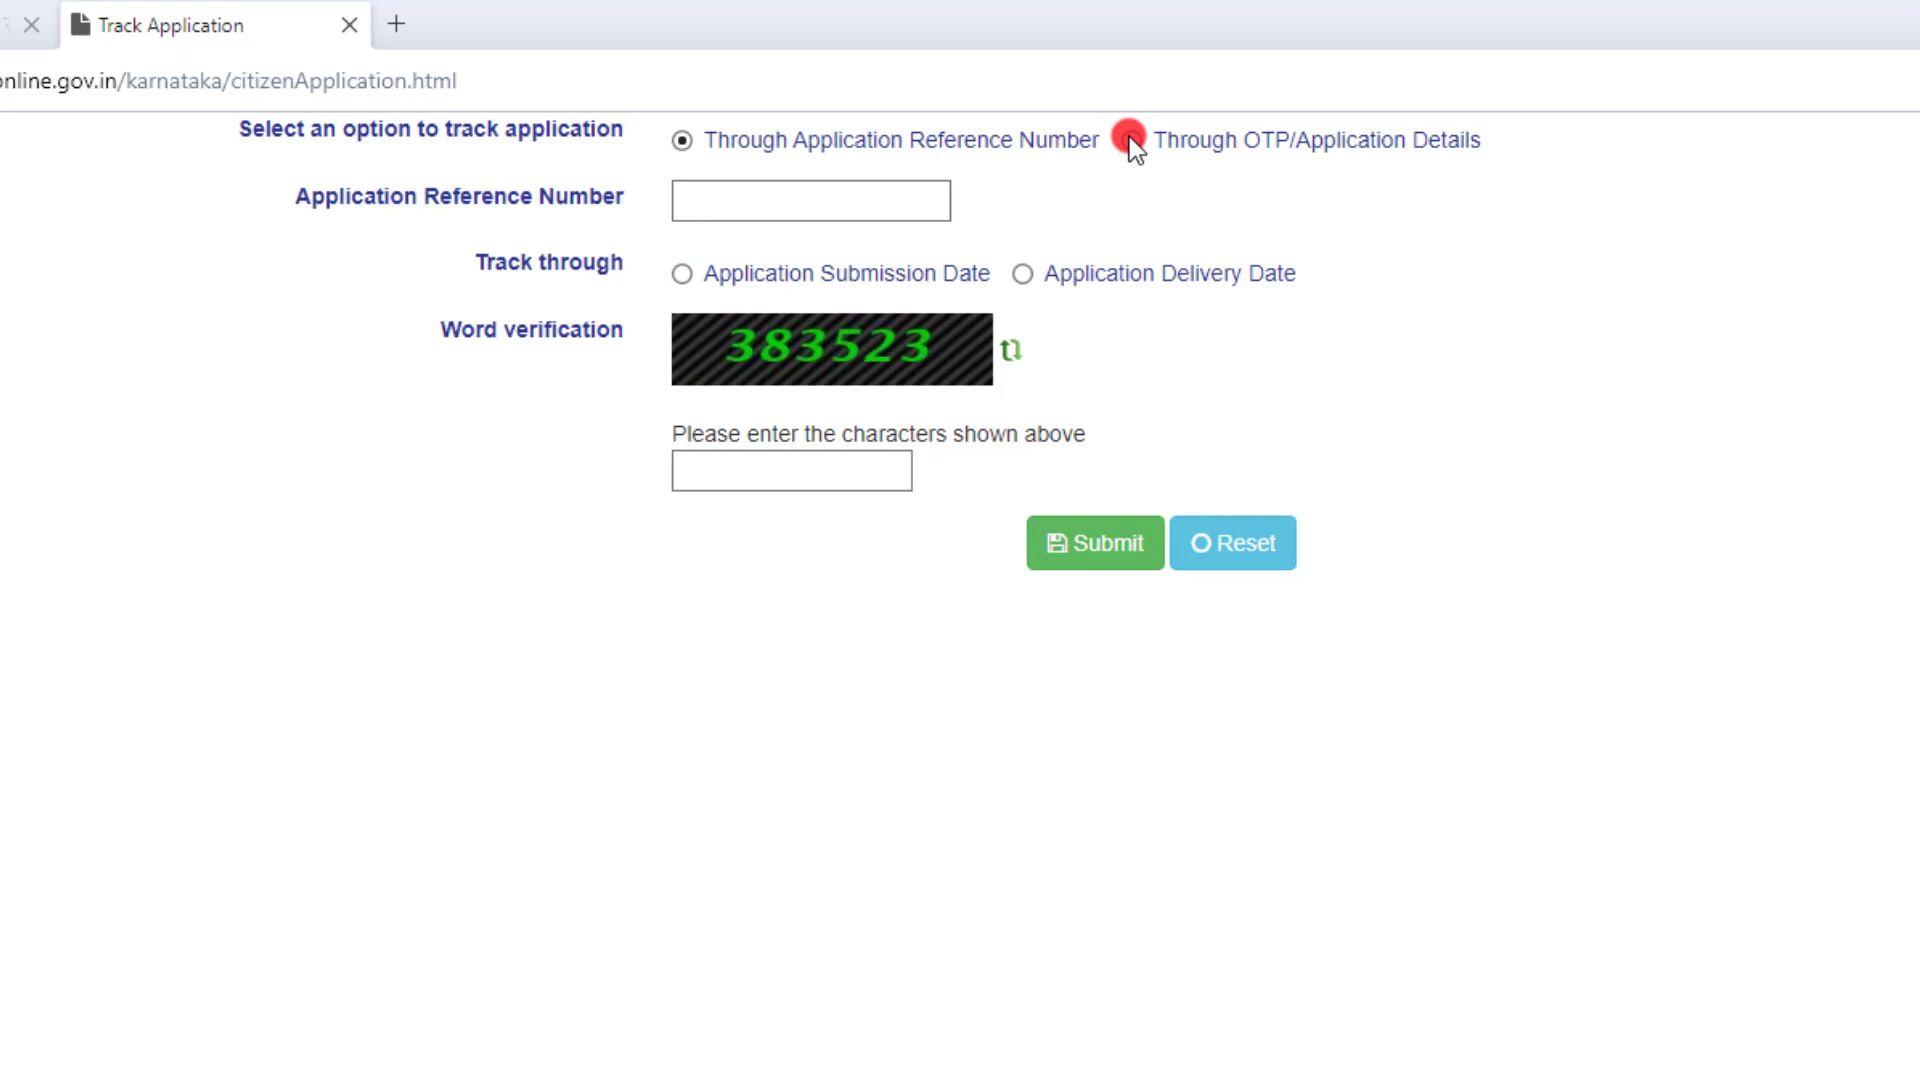 Track Application
nline.gov.in/karnataka/citizenApplication.html
Select an option to track application
Through Application Reference Number Through OTP/Application Details
Application Reference Number
Track through
Application Submission Date Application Delivery Date
Word verification
383523
Please enter the characters shown above
Submit Reset